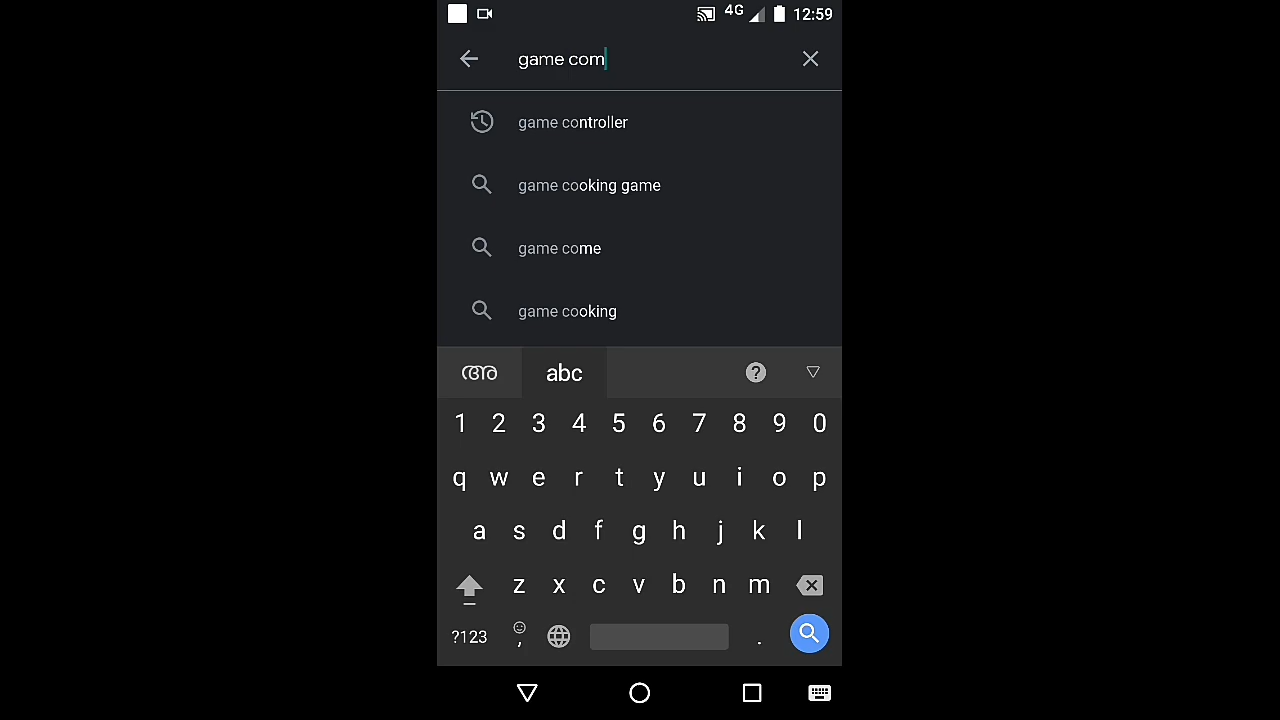 4G 12:59
game com
game controller
game cooking game
game come
game cooking
അ abc ?
1 2 3 4 5 6 7 8 9 0
q w e r t y u i o p
a s d f g h j k l
z x c v b n m
?123 , .